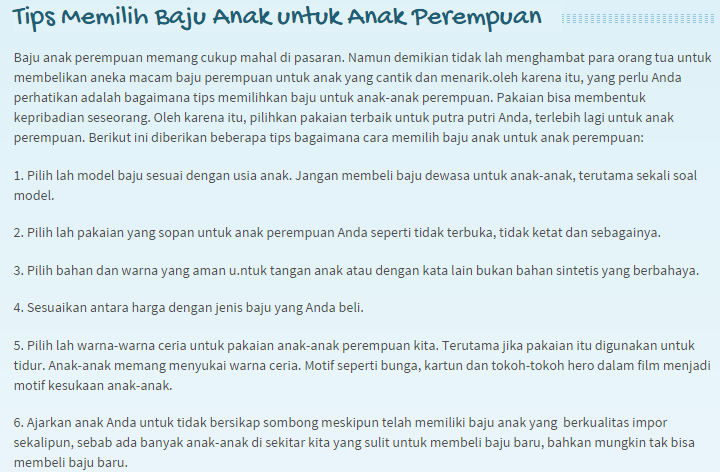 Tips Memilih Baju Anak untuk Anak Perempuan
Baju anak perempuan memang cukup mahal di pasaran. Namun demikian tidak lah menghambat para orang tua untuk
membelikan aneka macam baju perempuan untuk anak yang cantik dan menarik.oleh karena itu, yang perlu Anda
perhatikan adalah bagaimana tips memilihkan baju untuk anak-anak perempuan. Pakaian bisa membentuk
kepribadian seseorang. Oleh karena itu, pilihkan pakaian terbaik untuk putra putri Anda, terlebih lagi untuk anak
perempuan. Berikut ini diberikan beberapa tips bagaimana cara memilih baju anak untuk anak perempuan:
1. Pilih lah model baju sesuai dengan usia anak. Jangan membeli baju dewasa untuk anak-anak, terutama sekali soal
model.
2. Pilih lah pakaian yang sopan untuk anak perempuan Anda seperti tidak terbuka, tidak ketat dan sebagainya.
3. Pilih bahan dan warna yang aman u.ntuk tangan anak atau dengan kata lain bukan bahan sintetis yang berbahaya.
4. Sesuaikan antara harga dengan jenis baju yang Anda beli.
5. Pilih lah warna-warna ceria untuk pakaian anak-anak perempuan kita. Terutama jika pakaian itu digunakan untuk
tidur. Anak-anak memang menyukai warna ceria. Motif seperti bunga, kartun dan tokoh-tokoh hero dalam film menjadi
motif kesukaan anak-anak.
6. Ajarkan anak Anda untuk tidak bersikap sombong meskipun telah memiliki baju anak yang  berkualitas impor
sekalipun, sebab ada banyak anak-anak di sekitar kita yang sulit untuk membeli baju baru, bahkan mungkin tak bisa
membeli baju baru.